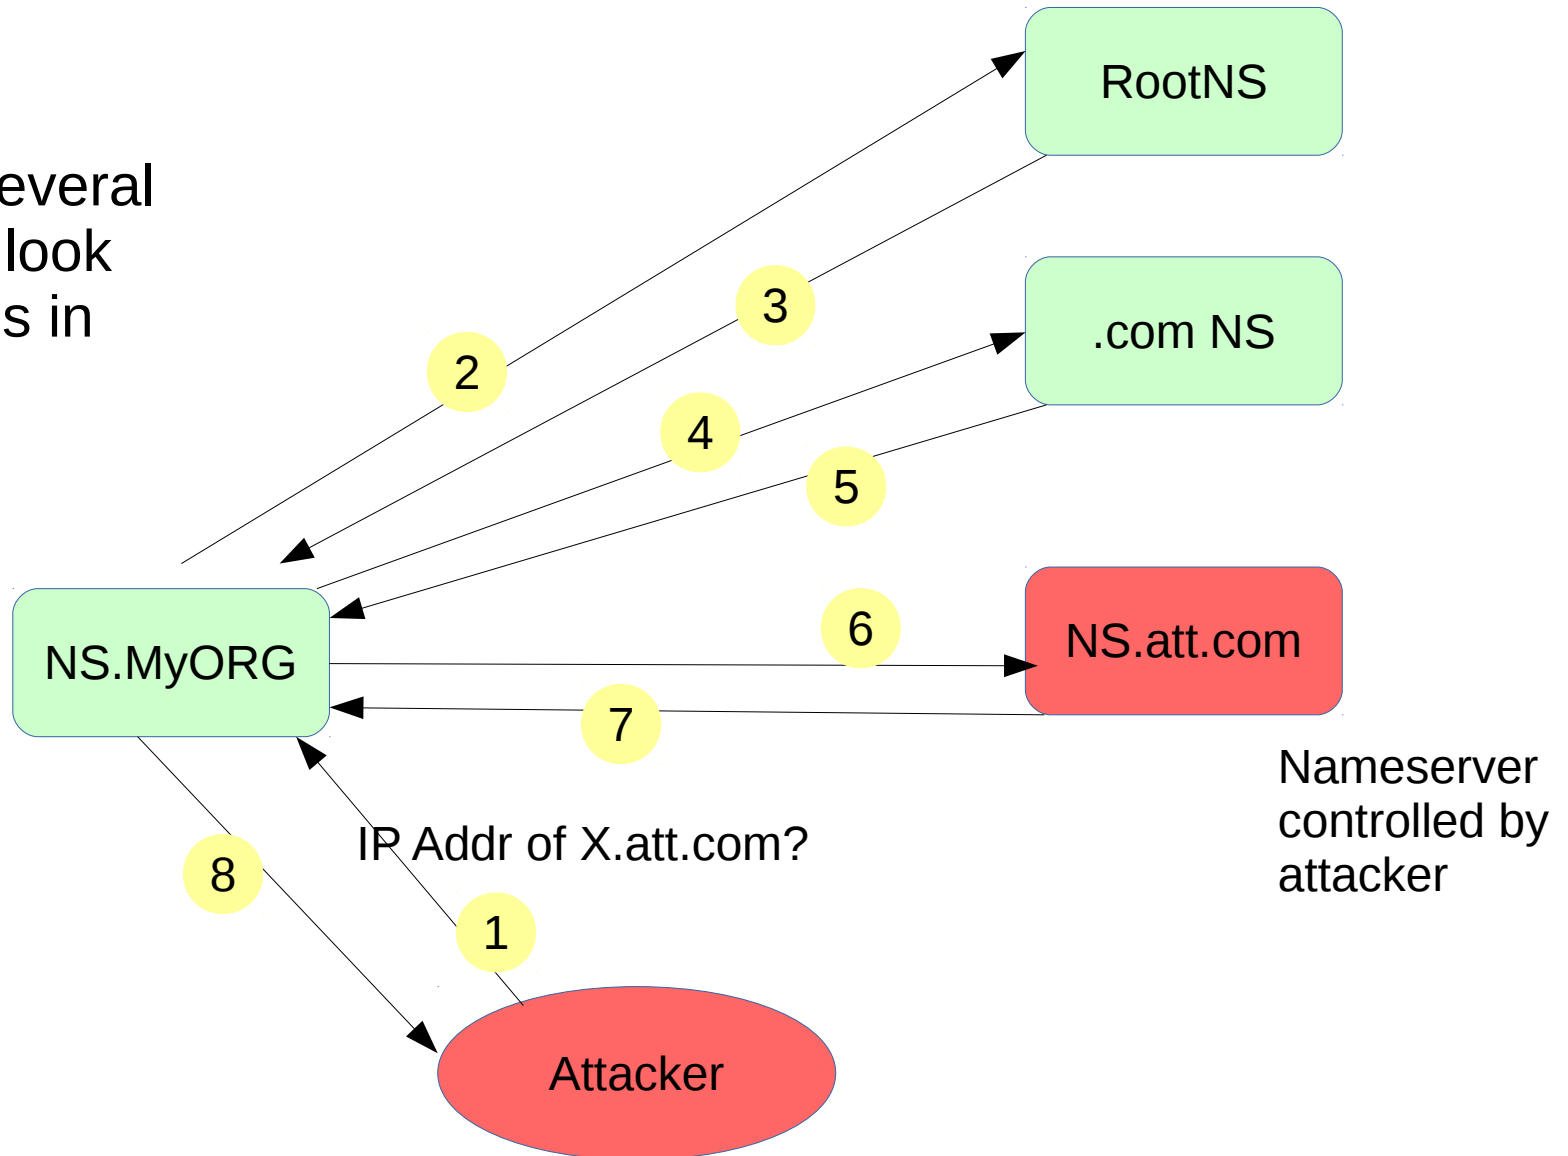 RootNS
everal
look
s in
.com NS
3
2
4
5
6
NS.att.com
NS.MyORG
7
Nameserver
controlled by
attacker
IP Addr of X.att.com?
8
1
Attacker